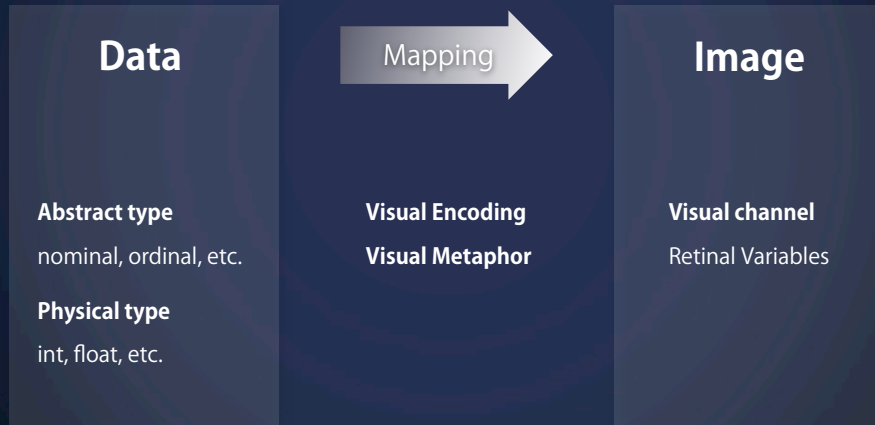 Data
Mapping
Image
Abstract type
nominal, ordinal, etc.
Physical type
int, float, etc.
Visual Encoding
Visual Metaphor
Visual channel
Retinal Variables